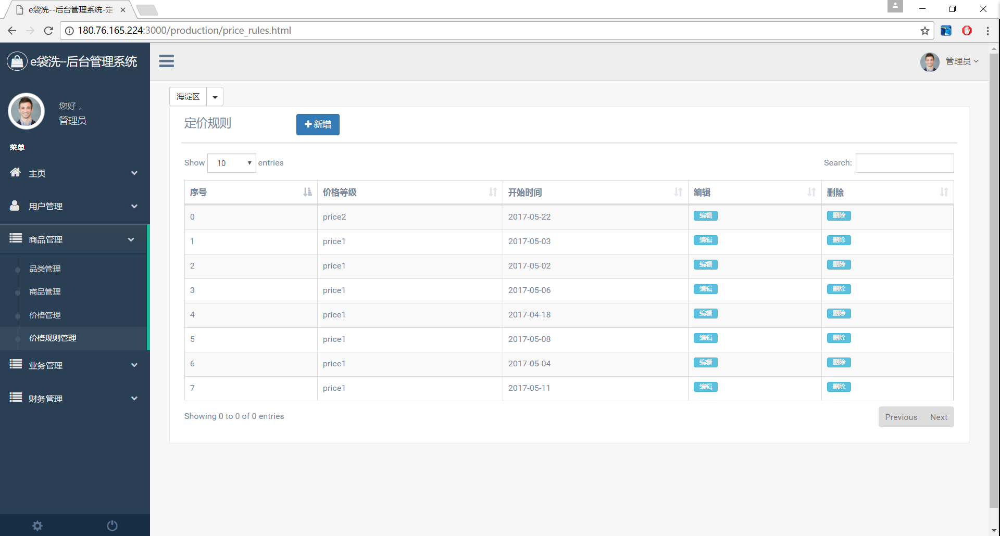 e袋洗--后台管理系统-定
180.76.165.224:3000/production/price_rules.html
e袋洗--后台管理系统
管理员
您好，
管理员
菜单
主页
用户管理
商品管理
品类管理
商品管理
价格管理
价格规则管理
业务管理
财务管理
海淀区
定价规则
新增
Show 10 entries
Search:
序号 价格等级 开始时间 编辑 删除
0 price2 2017-05-22 编辑 删除
1 price1 2017-05-03 编辑 删除
2 price1 2017-05-02 编辑 删除
3 price1 2017-05-06 编辑 删除
4 price1 2017-04-18 编辑 删除
5 price1 2017-05-08 编辑 删除
6 price1 2017-05-04 编辑 删除
7 price1 2017-05-11 编辑 删除
Showing 0 to 0 of 0 entries
Previous Next